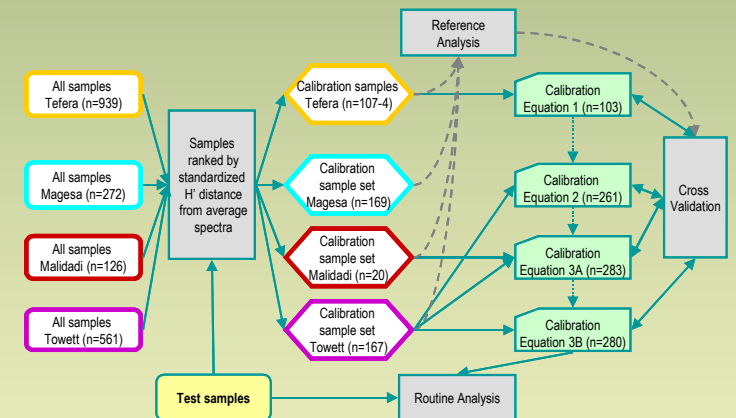 Reference
Analysis
All samples
Tefera (n=939)
Calibration samples
Tefera (n=107-4)
Calibration
Equation 1 (n=103)
Samples
ranked by
standardized
H' distance
from average
spectra
All samples
Magesa (n=272)
Calibration
sample set
Magesa (n=169)
Calibration
Equation 2 (n=261)
Cross
Validation
All samples
Malidadi (n=126)
Calibration
sample set
Malidadi (n=20)
Calibration
Equation 3A (n=283)
All samples
Towett (n=561)
Calibration
sample set
Towett (n=167)
Calibration
Equation 3B (n=280)
Test samples
Routine Analysis